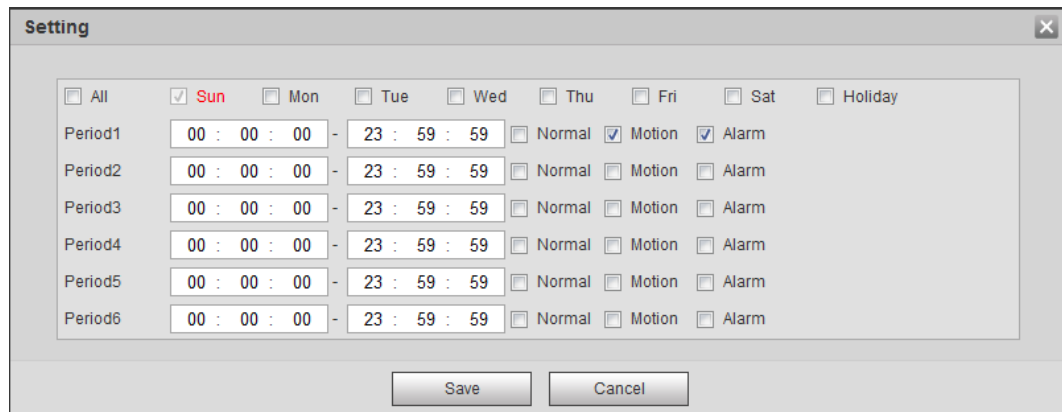 Setting
All Sun Mon Tue Wed Thu Fri Sat Holiday
Period1 00 : 00 : 00 - 23 : 59 : 59 Normal Motion Alarm
Period2 00 : 00 : 00 - 23 : 59 : 59 Normal Motion Alarm
Period3 00 : 00 : 00 - 23 : 59 : 59 Normal Motion Alarm
Period4 00 : 00 : 00 - 23 : 59 : 59 Normal Motion Alarm
Period5 00 : 00 : 00 - 23 : 59 : 59 Normal Motion Alarm
Period6 00 : 00 : 00 - 23 : 59 : 59 Normal Motion Alarm
Save Cancel